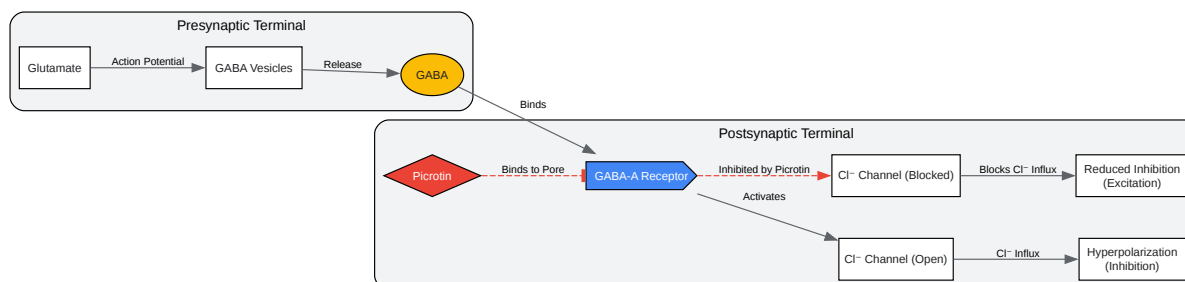 Presynaptic Terminal
Glutamate
Action Potential
GABA Vesicles
Release
GABA
Binds
Postsynaptic Terminal
Picrotin
Binds to Pore
GABA-A Receptor
Inhibited by Picrotin
Cl⁻ Channel (Blocked)
Blocks Cl⁻ Influx
Reduced Inhibition
(Excitation)
Activates
Cl⁻ Channel (Open)
Cl⁻ Influx
Hyperpolarization
(Inhibition)